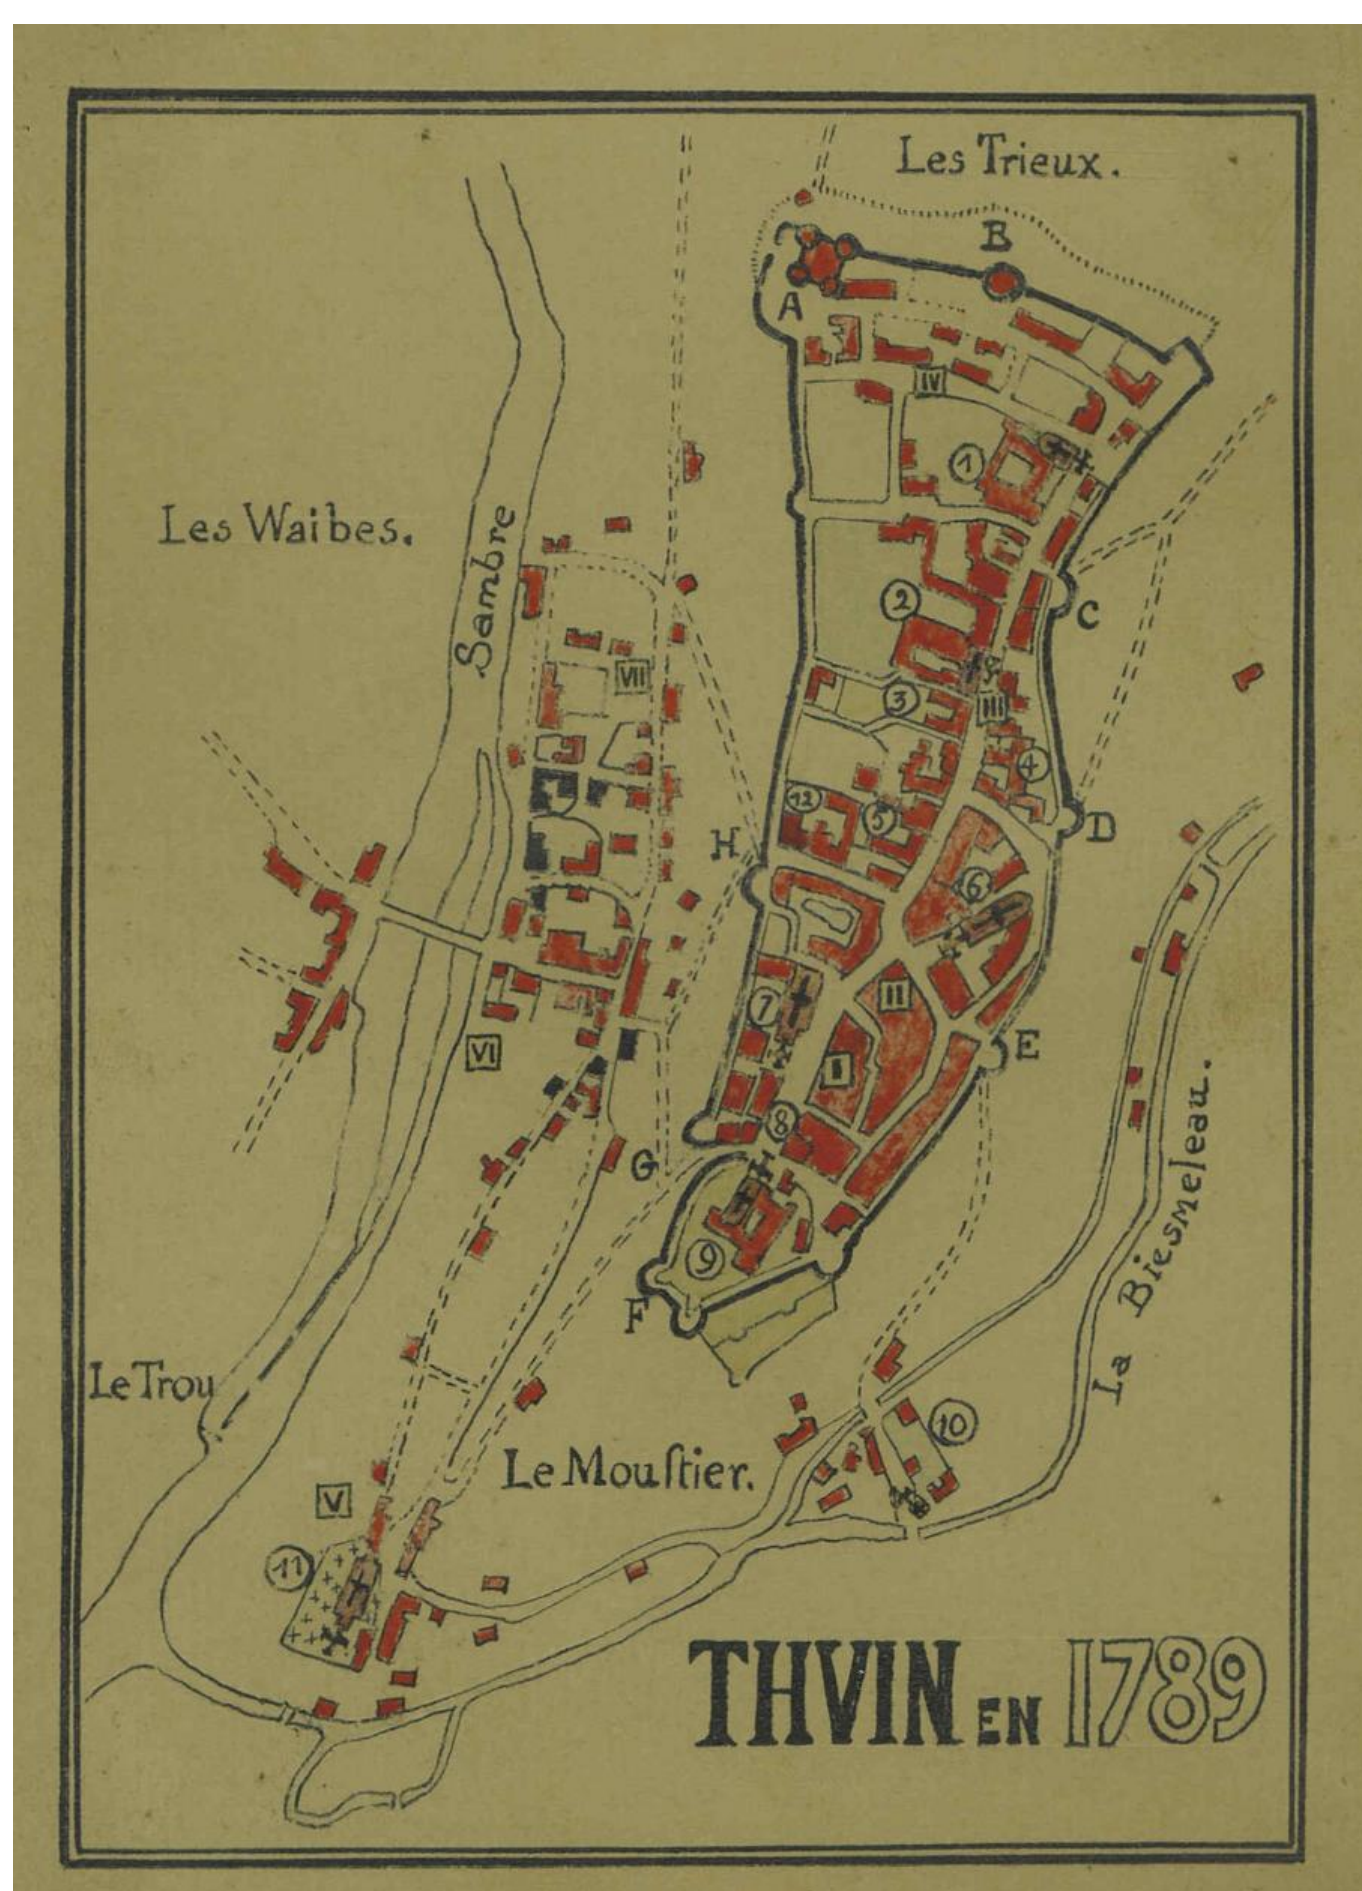 Les Trieux.
B
A
IV
1
Les Waibes.
Sambre
C
2
VII
3
III
4
12
5
D
H
6
II
7
E
VI
I
8
G
La Biesmeleau.
9
F
Le Trou
10
Le Mouſtier.
V
11
THVIN EN 1789